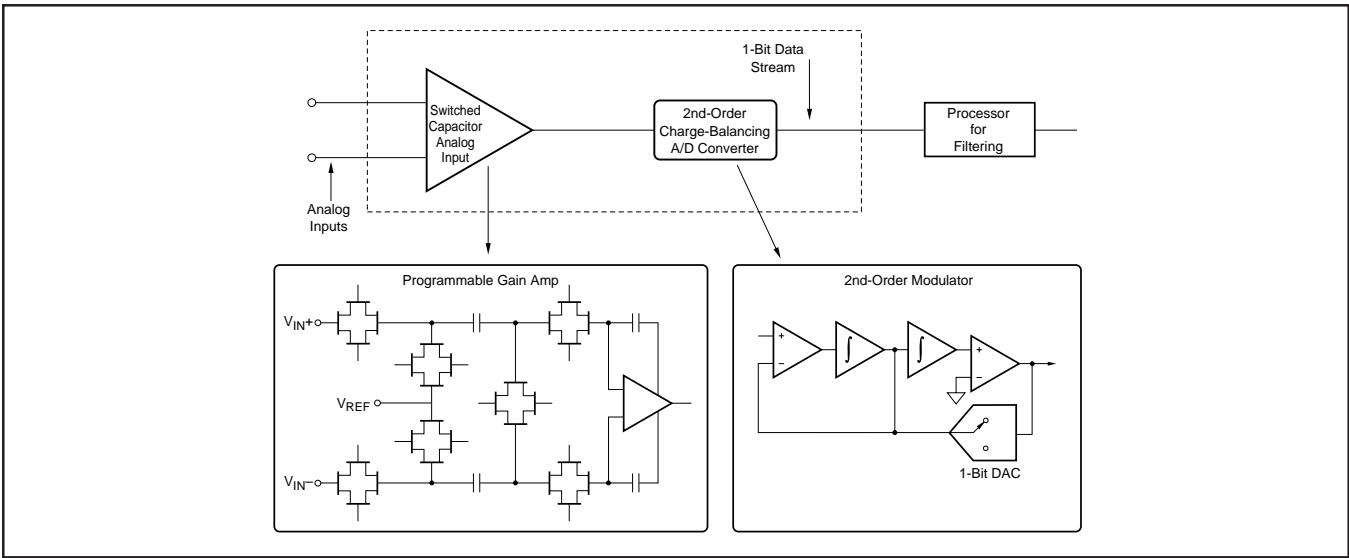 1-Bit Data
Stream
Switched
Capacitor
Analog
Input
2nd-Order
Charge-Balancing
A/D Converter
Processor
for
Filtering
Analog
Inputs
Programmable Gain Amp
VIN+
VREF
VIN–
2nd-Order Modulator
+
–
∫
∫
+
–
1-Bit DAC